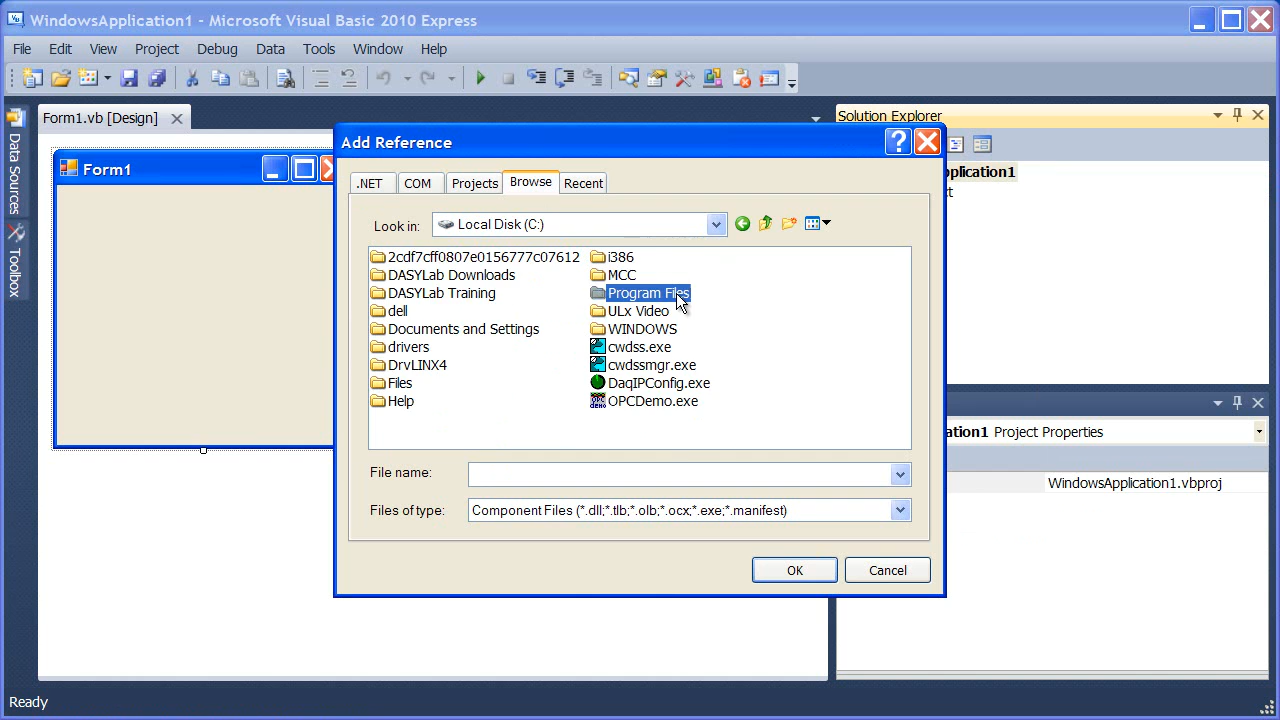 WindowsApplication1 - Microsoft Visual Basic 2010 Express
File Edit View Project Debug Data Tools Window Help
Form1.vb [Design]
Solution Explorer
Data Sources
Toolbox
Form1
Add Reference
.NET COM Projects Browse Recent
Look in: Local Disk (C:)
2cdf7cff0807e0156777c07612
DASYLab Downloads
DASYLab Training
dell
Documents and Settings
drivers
DrvLINX4
Files
Help
i386
MCC
Program Files
ULx Video
WINDOWS
cwdss.exe
cwdssmgr.exe
DaqIPConfig.exe
OPCDemo.exe
File name:
Files of type: Component Files (*.dll;*.tlb;*.olb;*.ocx;*.exe;*.manifest)
OK Cancel
plication1
ct
ation1 Project Properties
WindowsApplication1.vbproj
Ready